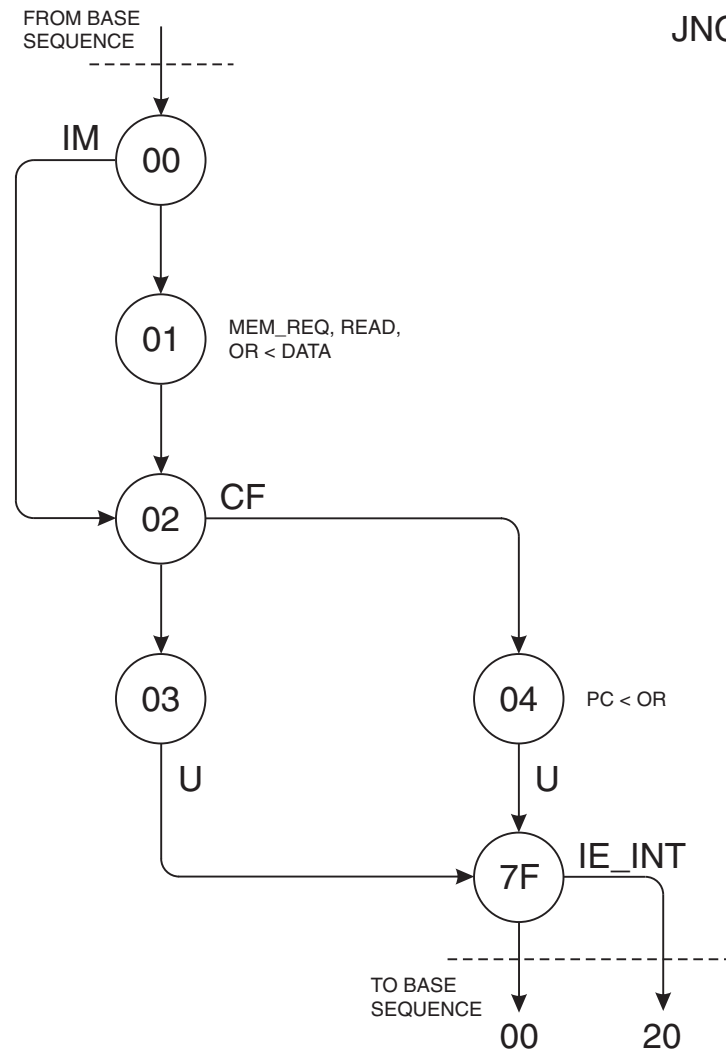 FROM BASE
SEQUENCE
IM
00
01
MEM_REQ, READ,
OR < DATA
02
CF
03
04
PC < OR
U
U
7F
IE_INT
TO BASE
SEQUENCE
00
20